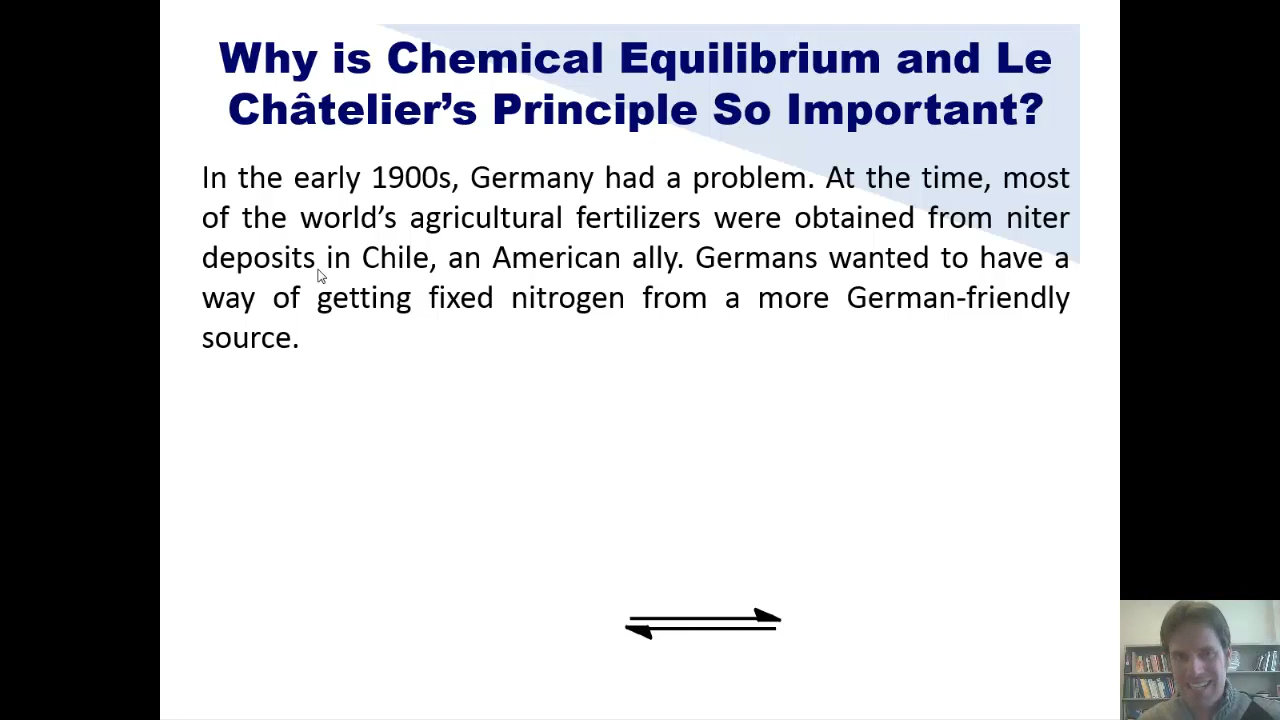 Why is Chemical Equilibrium and Le
Châtelier’s Principle So Important?
In the early 1900s, Germany had a problem. At the time, most
of the world’s agricultural fertilizers were obtained from niter
deposits in Chile, an American ally. Germans wanted to have a
way of getting fixed nitrogen from a more German-friendly
source.